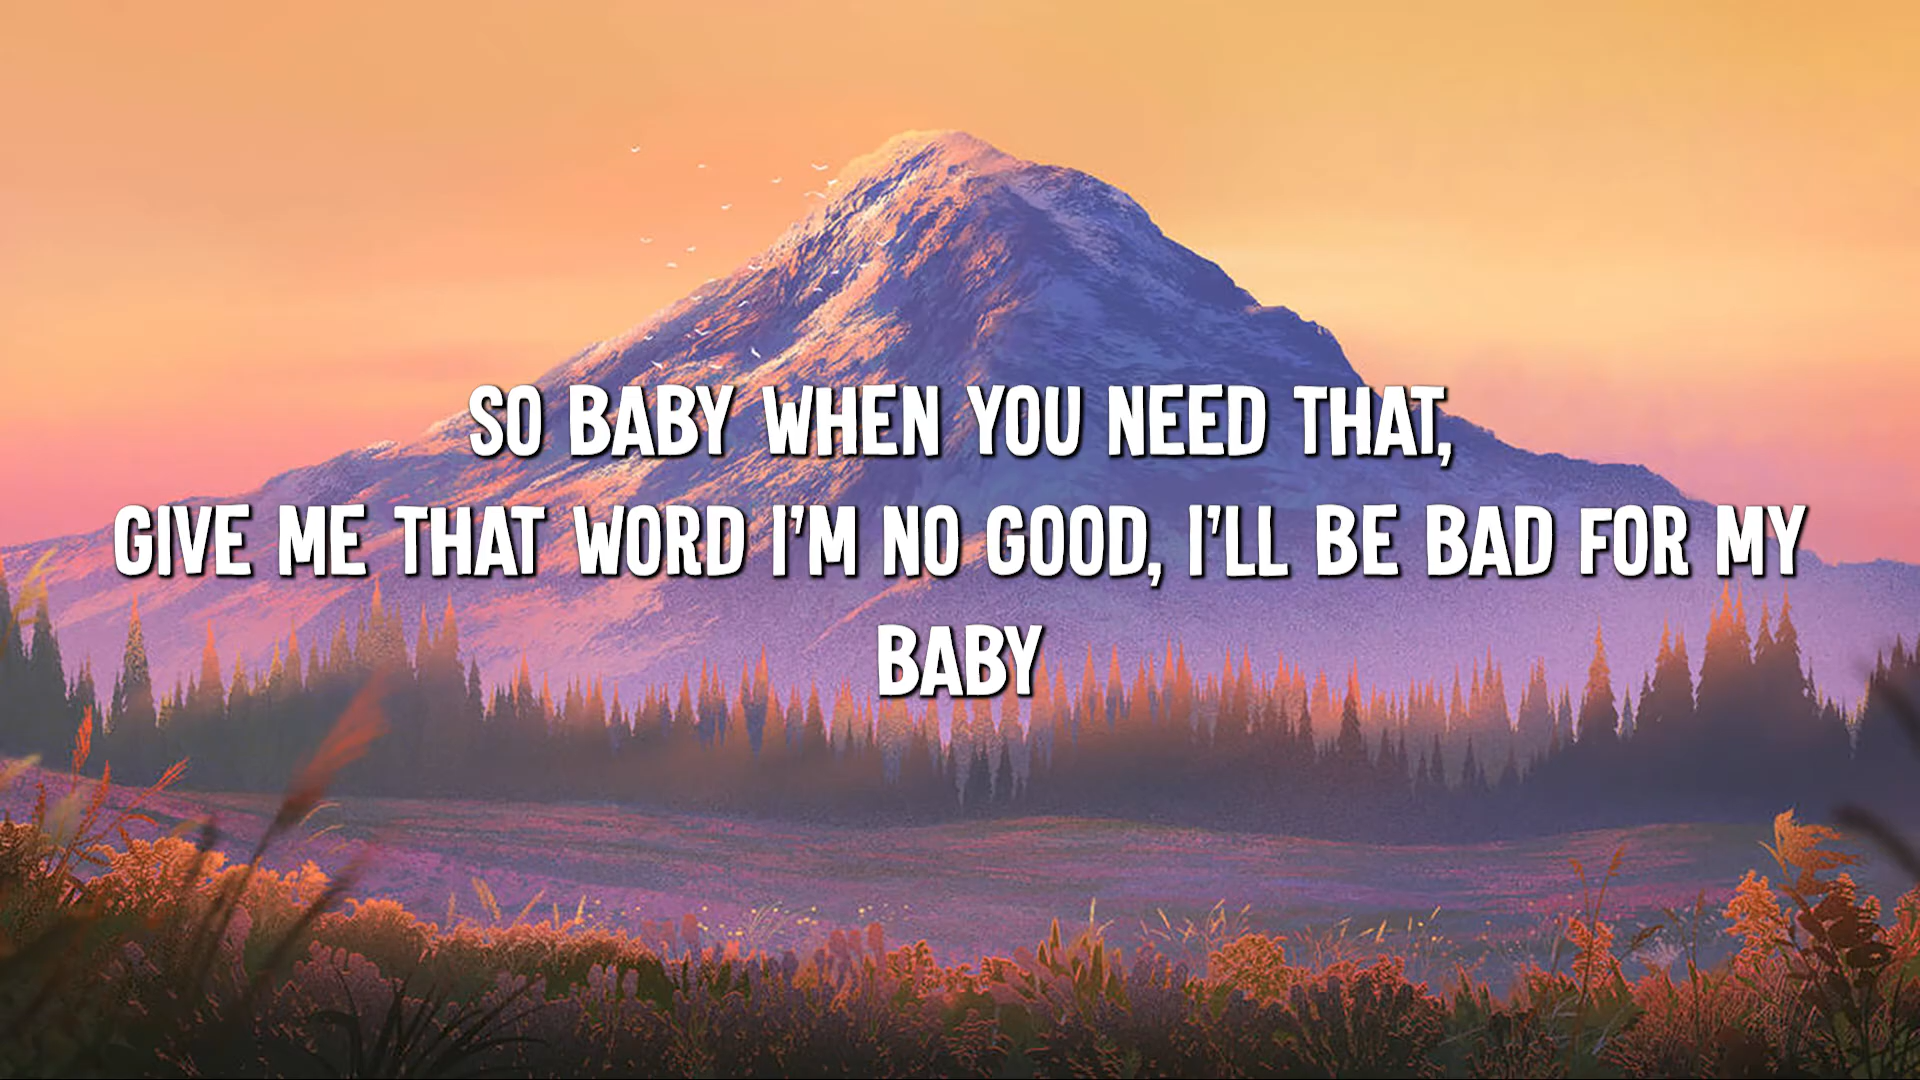 SO BABY WHEN YOU NEED THAT,
GIVE ME THAT WORD I'M NO GOOD, I'LL BE BAD FOR MY
BABY